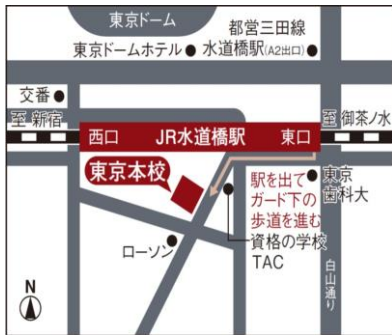 東京ドーム
都営三田線
東京ドームホテル
水道橋駅(A2出口)
交番
至 新宿
西口
JR水道橋駅
東口
至 御茶ノ水
東京本校
駅を出て
ガード下の
歩道を進む
東京
歯科大
資格の学校
TAC
ローソン
白山通り
N